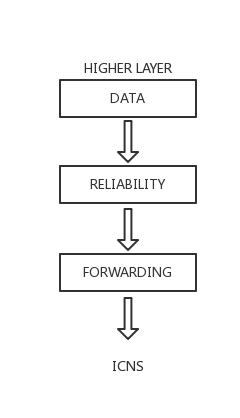 HIGHER LAYER
DATA
RELIABILITY
FORWARDING
ICNS